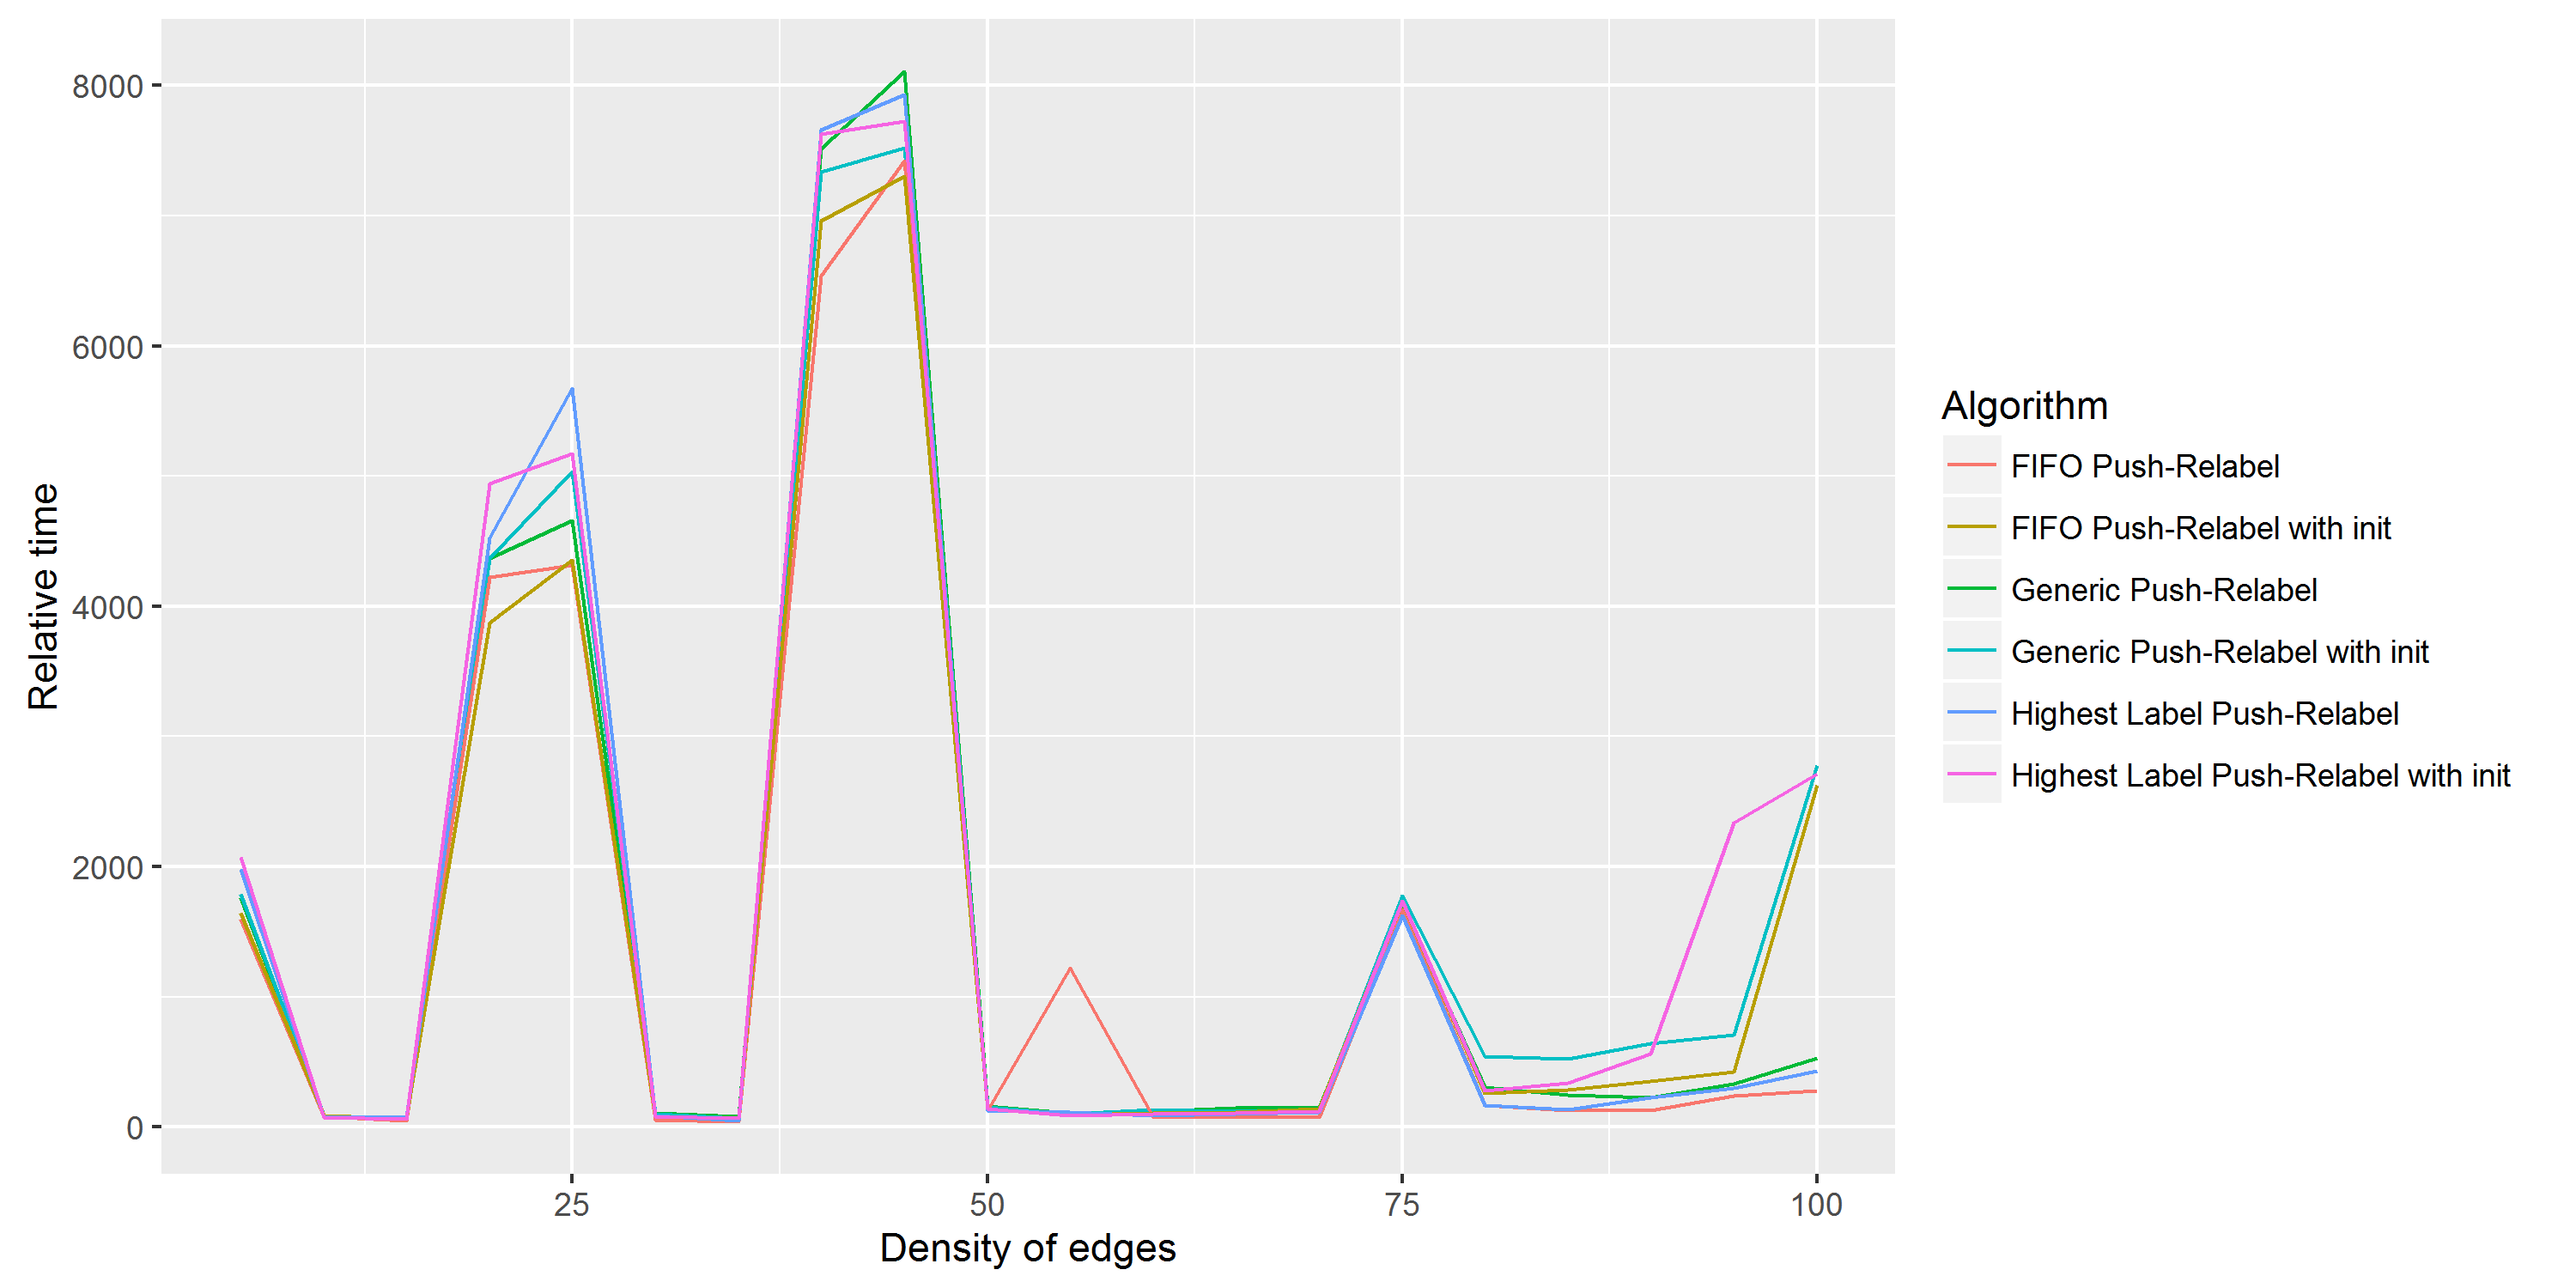 8000
6000
4000
2000
0
Relative time
25
50
75
100
Density of edges
Algorithm
FIFO Push-Relabel
FIFO Push-Relabel with init
Generic Push-Relabel
Generic Push-Relabel with init
Highest Label Push-Relabel
Highest Label Push-Relabel with init